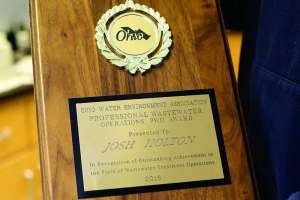 Ohio
OHIO WATER ENVIRONMENT ASSOCIATION
PROFESSIONAL WASTEWATER
OPERATIONS, PWO AWARD
Presented To
JOSH HOLTON
In Recognition of Outstanding Achievement in
the Field of Wastewater Treatment Operations
2015